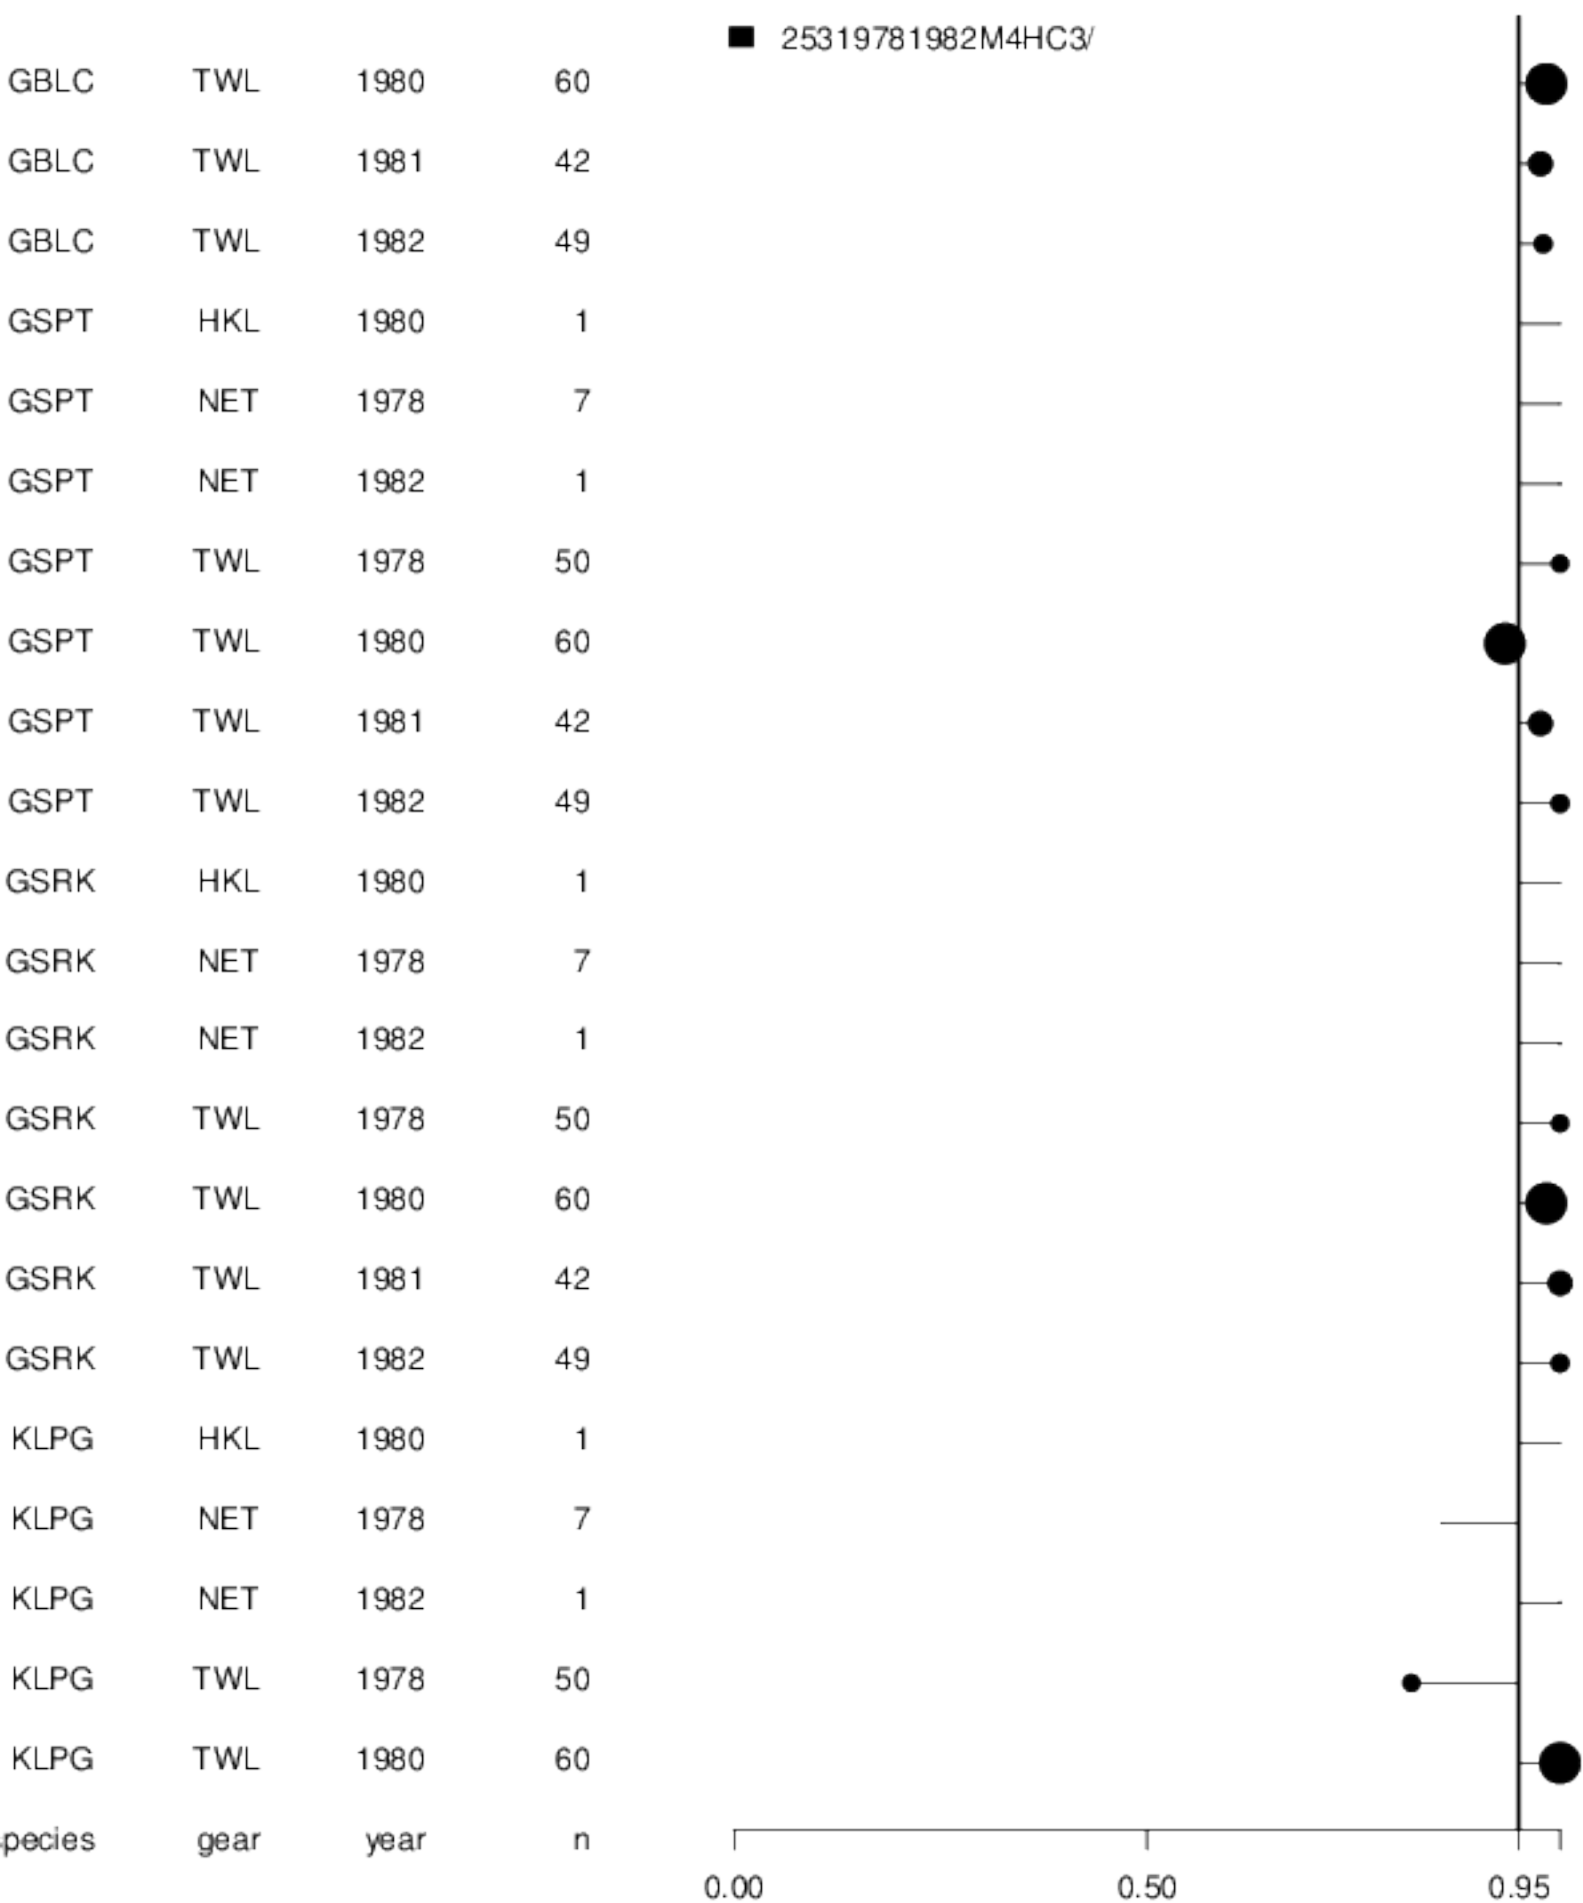 25319781982M4HC3/
GBLC TWL 1980 60
GBLC TWL 1981 42
GBLC TWL 1982 49
GSPT HKL 1980 1
GSPT NET 1978 7
GSPT NET 1982 1
GSPT TWL 1978 50
GSPT TWL 1980 60
GSPT TWL 1981 42
GSPT TWL 1982 49
GSRK HKL 1980 1
GSRK NET 1978 7
GSRK NET 1982 1
GSRK TWL 1978 50
GSRK TWL 1980 60
GSRK TWL 1981 42
GSRK TWL 1982 49
KLPG HKL 1980 1
KLPG NET 1978 7
KLPG NET 1982 1
KLPG TWL 1978 50
KLPG TWL 1980 60
pecies gear year n
0.00 0.50 0.95